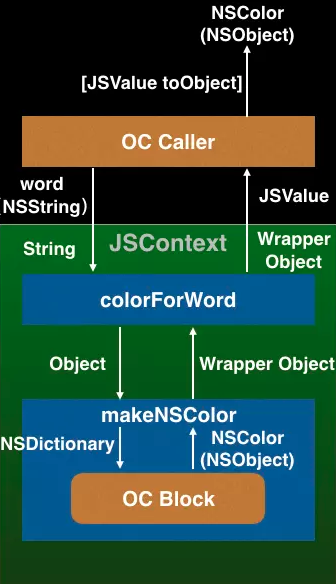 NSColor
(NSObject)
[JSValue toObject]
OC Caller
word
(NSString)
JSValue
JSContext
String
Wrapper
Object
colorForWord
Object
Wrapper Object
makeNSColor
NSDictionary
NSColor
(NSObject)
OC Block